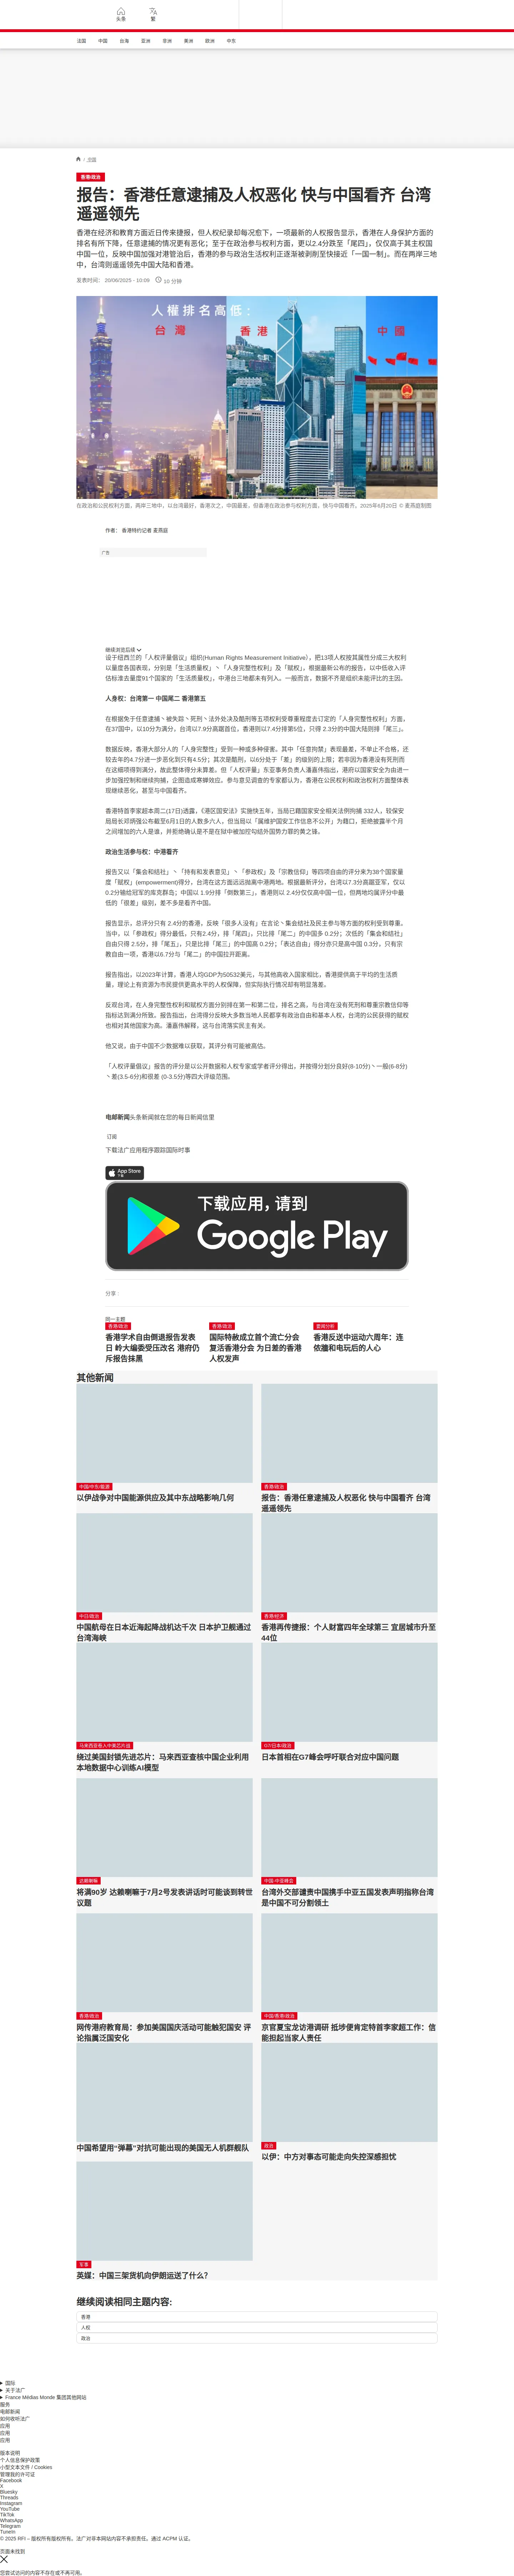 头条
繁
法国
中国
台海
亚洲
非洲
美洲
欧洲
中东
/ 中国
香港/政治
报告：香港任意逮捕及人权恶化 快与中国看齐 台湾
遥遥领先
香港在经济和教育方面近日传来捷报，但人权纪录却每况愈下，一项最新的人权报告显示，香港在人身保护方面的
排名有所下降，任意逮捕的情况更有恶化；至于在政治参与权利方面，更以2.4分跌至「尾四」，仅仅高于其主权国
中国一位，反映中国加强对港管治后，香港的参与政治生活权利正逐渐被剥削至快接近「一国一制」。而在两岸三地
中，台湾则遥遥领先中国大陆和香港。
发表时间： 20/06/2025 - 10:09
10 分钟
人權排名高低：
台灣
香港
中國
在政治和公民权利方面，两岸三地中，以台湾最好，香港次之，中国最差，但香港在政治参与权利方面，快与中国看齐。2025年6月20日 © 麦燕庭制图
作者： 香港特约记者 麦燕庭
广告
继续浏览后续
设于纽西兰的「人权评量倡议」组织(Human Rights Measurement Initiative），把13项人权按其属性分成三大权利
以量度各国表现，分别是「生活质量权」丶「人身完整性权利」及「赋权」，根据最新公布的报告，以中低收入评
估标准去量度91个国家的「生活质量权」，中港台三地都未有列入。一般而言，数据不齐是组织未能评比的主因。
人身权：台湾第一 中国尾二 香港第五
在根据免于任意逮捕丶被失踪丶死刑丶法外处决及酷刑等五项权利受尊重程度去订定的「人身完整性权利」方面，
在37国中，以10分为满分，台湾以7.9分高踞首位，香港则以7.4分排第5位，只得 2.3分的中国大陆则排「尾三」。
数据反映，香港大部分人的「人身完整性」受到一种或多种侵害。其中「任意拘禁」表现最差，不单止不合格，还
较去年的4.7分进一步恶化到只有4.5分；其次是酷刑，以6分处于「差」的级别的上限；若非因为香港没有死刑而
在这细项得到满分，故此整体得分未算差。但「人权评量」东亚事务负责人潘嘉伟指出，港府以国家安全为由进一
步加强控制和继续拘捕，企图造成寒蝉效应。参与意见调查的专家都认为，香港在公民权利和政治权利方面整体表
现继续恶化，甚至与中国看齐。
香港特首李家超本周二(17日)透露，《港区国安法》实施快五年，当局已藉国家安全相关法例拘捕 332人，较保安
局局长邓炳强公布截至6月1日的人数多六人，但当局以「属维护国安工作信息不公开」为藉口，拒绝披露半个月
之间增加的六人是谁，并拒绝确认是不是在狱中被加控勾结外国势力罪的黄之锋。
政治生活参与权：中港看齐
报告又以「集会和结社」丶「持有和发表意见」丶「参政权」及「宗教信仰」等四项自由的评分来为38个国家量
度「赋权」(empowerment)得分，台湾在这方面远远抛离中港两地。根据最新评分，台湾以7.3分高踞亚军，仅以
0.2分输给冠军的库克群岛；中国以 1.9分排「倒数第三」，香港则以 2.4分仅仅高中国一位，但两地均属评分中最
低的「很差」级别，差不多是看齐中国。
报告显示，总评分只有 2.4分的香港，反映「很多人没有」在言论丶集会结社及民主参与等方面的权利受到尊重。
当中，以「参政权」得分最低，只有2.4分，排「尾四」，只比排「尾二」的中国多 0.2分；次低的「集会和结社」
自由只得 2.5分，排「尾五」，只是比排「尾三」的中国高 0.2分；「表达自由」得分亦只是高中国 0.3分，只有宗
教自由一项，香港以6.7分与「尾二」的中国拉开距离。
报告指出，以2023年计算，香港人均GDP为50532美元，与其他高收入国家相比，香港提供高于平均的生活质
量，理论上有资源为市民提供更高水平的人权保障，但实际执行情况却有明显落差。
反观台湾，在人身完整性权利和赋权方面分别排在第一和第二位，排名之高，与台湾在没有死刑和尊重宗教信仰等
指标达到满分所致。报告指出，台湾得分反映大多数当地人民都享有政治自由和基本人权，台湾的公民获得的赋权
也相对其他国家为高。潘嘉伟解释，这与台湾落实民主有关。
他又说，由于中国不少数据难以获取，其评分有可能被高估。
「人权评量倡议」报告的评分是以公开数据和人权专家或学者评分得出，并按得分划分良好(8-10分)丶一般(6-8分)
丶差(3.5-6分)和很差 (0-3.5分)等四大评级范围。
电邮新闻头条新闻就在您的每日新闻信里
订阅
下载法广应用程序跟踪国际时事
App Store
下载
下载应用，请到
Google Play
分享 :
同一主题
香港/政治
香港学术自由倒退报告发表
日 岭大编委受压改名 港府仍
斥报告抹黑
香港/政治
国际特赦成立首个流亡分会
复活香港分会 为日差的香港
人权发声
要闻分析
香港反送中运动六周年：连
侬牆和电玩后的人心
其他新闻
中国/中东/能源
以伊战争对中国能源供应及其中东战略影响几何
香港/政治
报告：香港任意逮捕及人权恶化 快与中国看齐 台湾
遥遥领先
中日/政治
中国航母在日本近海起降战机达千次 日本护卫舰通过
台湾海峡
香港/经济
香港再传捷报：个人财富四年全球第三 宜居城市升至
44位
马来西亚卷入中美芯片战
绕过美国封锁先进芯片：马来西亚查核中国企业利用
本地数据中心训练AI模型
G7/日本/政治
日本首相在G7峰会呼吁联合对应中国问题
达赖喇嘛
将满90岁 达赖喇嘛于7月2号发表讲话时可能谈到转世
议题
中国-中亚峰会
台湾外交部谴责中国携手中亚五国发表声明指称台湾
是中国不可分割领土
香港/政治
网传港府教育局：参加美国国庆活动可能触犯国安 评
论指属泛国安化
中国/香港/政治
京官夏宝龙访港调研 抵埗便肯定特首李家超工作：信
能担起当家人责任
中国希望用“弹幕”对抗可能出现的美国无人机群舰队
政治
以伊：中方对事态可能走向失控深感担忧
军事
英媒：中国三架货机向伊朗运送了什么？
继续阅读相同主题内容:
香港
人权
政治
国际
关于法广
France Médias Monde 集团其他网站
服务
电邮新闻
如何收听法广
应用
应用
应用
版本说明
个人信息保护政策
小型文本文件 / Cookies
管理我的许可证
Facebook
X
Bluesky
Threads
Instagram
YouTube
TikTok
WhatsApp
Telegram
TuneIn
© 2025 RFI – 版权所有版权所有。法广对非本网站内容不承担责任。通过 ACPM 认证。
页面未找到
您尝试访问的内容不存在或不再可用。